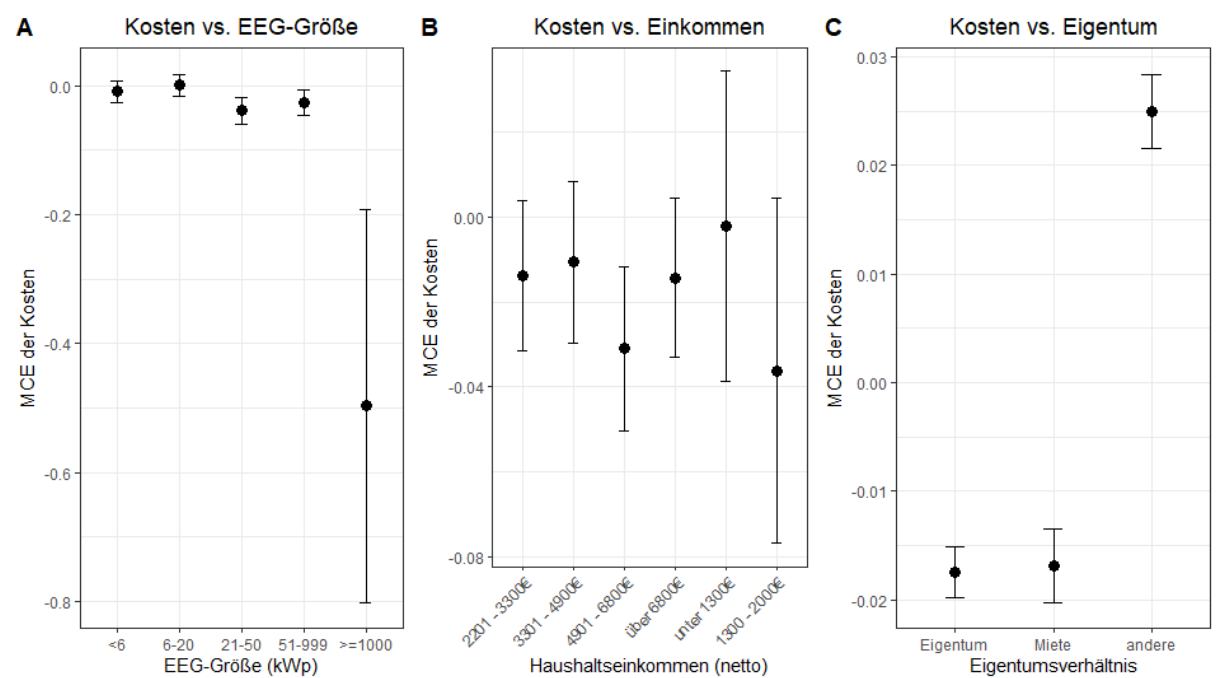 A
Kosten vs. EEG-Größe
MCE der Kosten
0.0
-0.2
-0.4
-0.6
-0.8
<6
6-20
21-50
51-999
>=1000
EEG-Größe (kWp)
B
Kosten vs. Einkommen
MCE der Kosten
0.00
-0.04
-0.08
2201 - 3300€
3301 - 4900€
4901 - 6800€
über 6800€
unter 1300€
1300 - 2000€
Haushaltseinkommen (netto)
C
Kosten vs. Eigentum
MCE der Kosten
0.03
0.02
0.01
0.00
-0.01
-0.02
Eigentum
Miete
andere
Eigentumsverhältnis